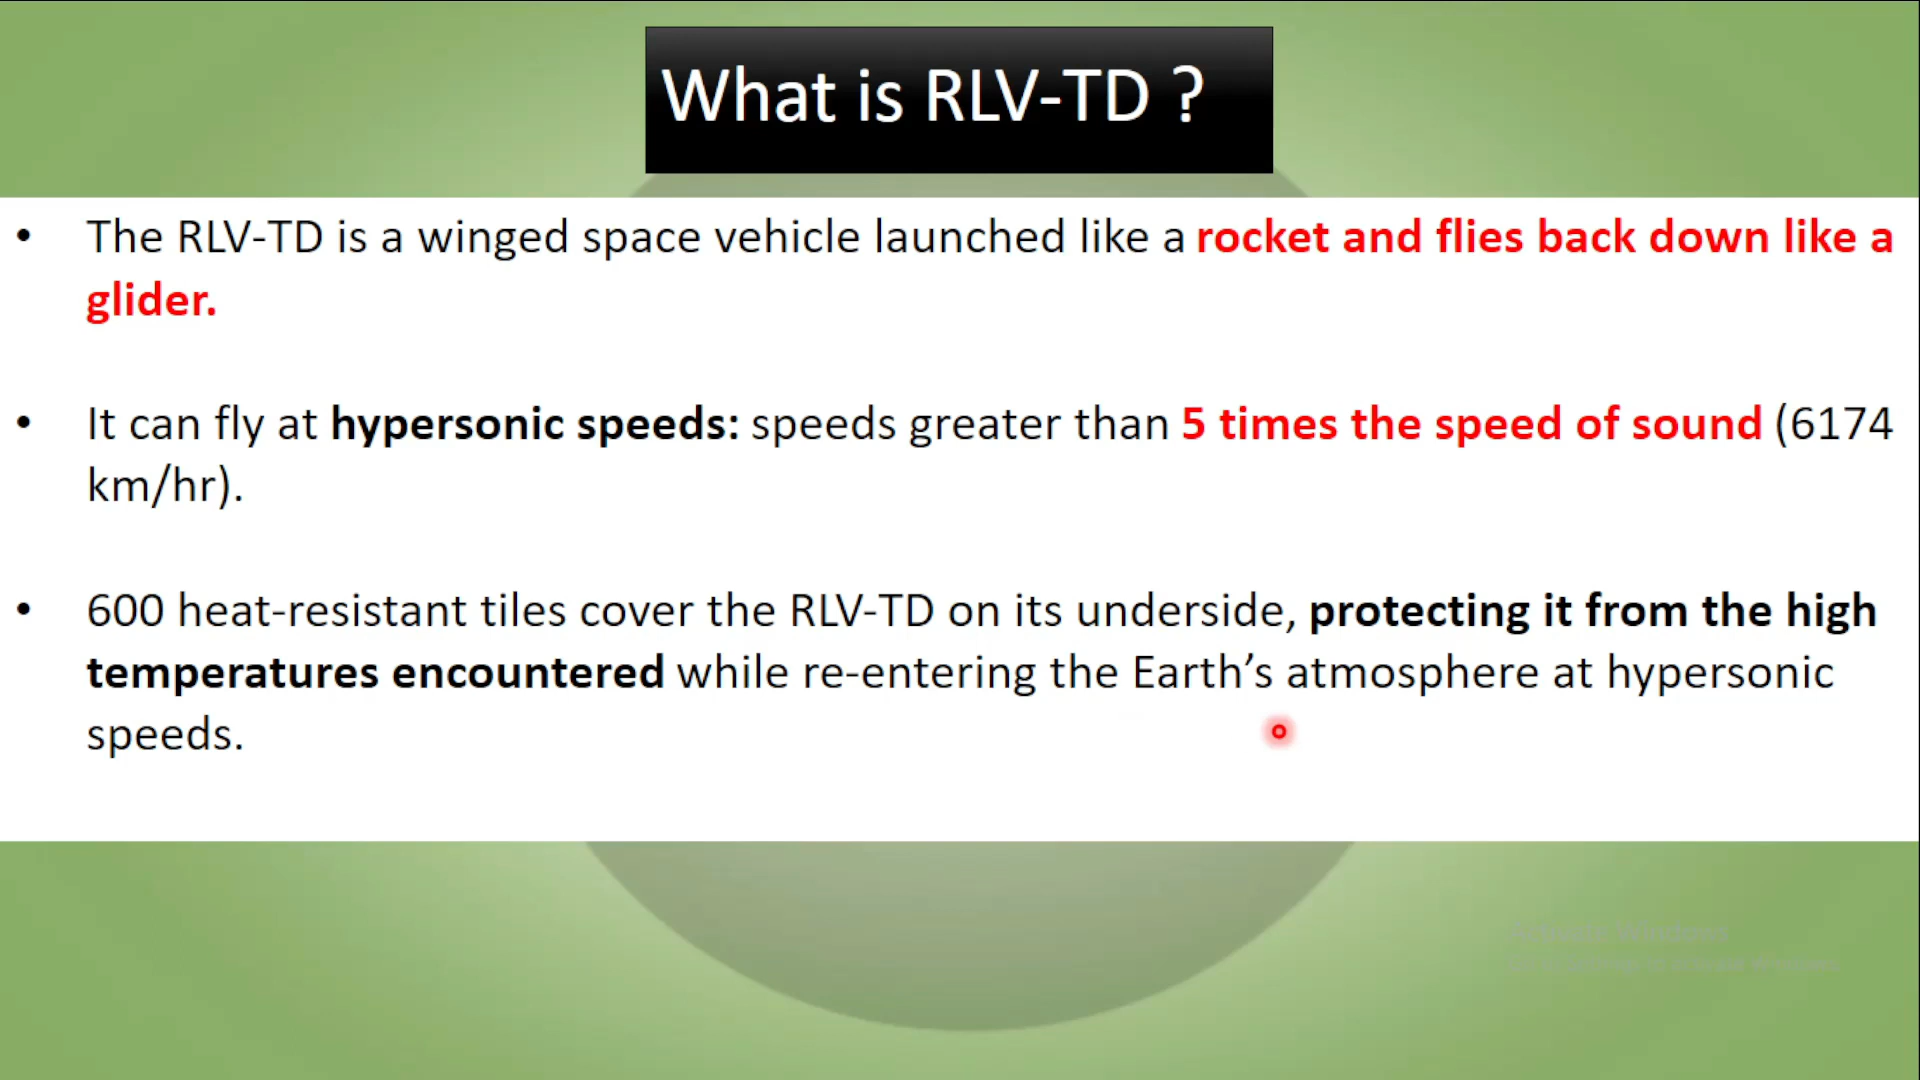 What is RLV-TD ?
• The RLV-TD is a winged space vehicle launched like a rocket and flies back down like a
glider.
• It can fly at hypersonic speeds: speeds greater than 5 times the speed of sound (6174
km/hr).
• 600 heat-resistant tiles cover the RLV-TD on its underside, protecting it from the high
temperatures encountered while re-entering the Earth’s atmosphere at hypersonic
speeds.
Activate Windows